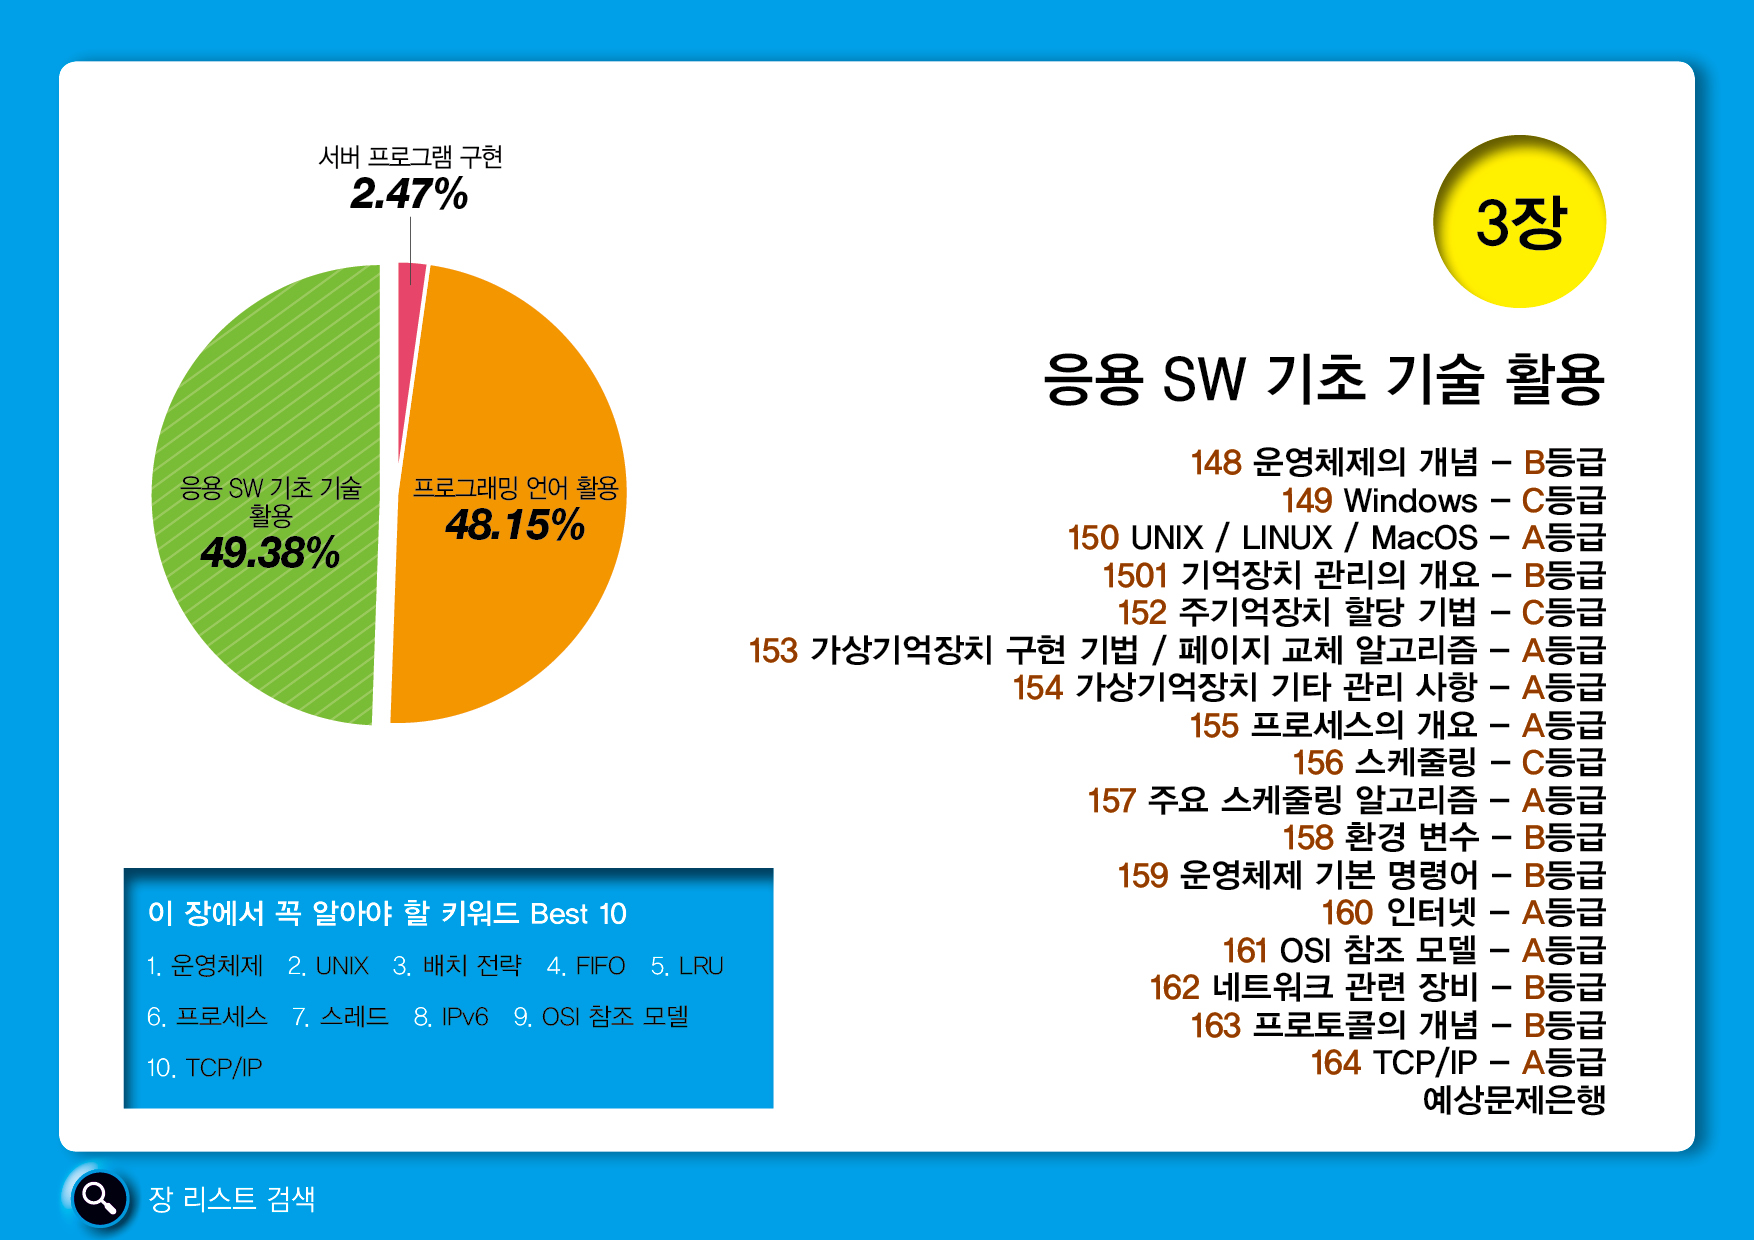 서버 프로그램 구현
2.47%
응용 SW 기초 기술
활용
49.38%
프로그래밍 언어 활용
48.15%
3장
응용 SW 기초 기술 활용
148 운영체제의 개념 – B등급
149 Windows – C등급
150 UNIX / LINUX / MacOS – A등급
1501 기억장치 관리의 개요 – B등급
152 주기억장치 할당 기법 – C등급
153 가상기억장치 구현 기법 / 페이지 교체 알고리즘 – A등급
154 가상기억장치 기타 관리 사항 – A등급
155 프로세스의 개요 – A등급
156 스케줄링 – C등급
157 주요 스케줄링 알고리즘 – A등급
158 환경 변수 – B등급
159 운영체제 기본 명령어 – B등급
160 인터넷 – A등급
161 OSI 참조 모델 – A등급
162 네트워크 관련 장비 – B등급
163 프로토콜의 개념 – B등급
164 TCP/IP – A등급
예상문제은행
이 장에서 꼭 알아야 할 키워드 Best 10
1. 운영체제 2. UNIX 3. 배치 전략 4. FIFO 5. LRU
6. 프로세스 7. 스레드 8. IPv6 9. OSI 참조 모델
10. TCP/IP
장 리스트 검색